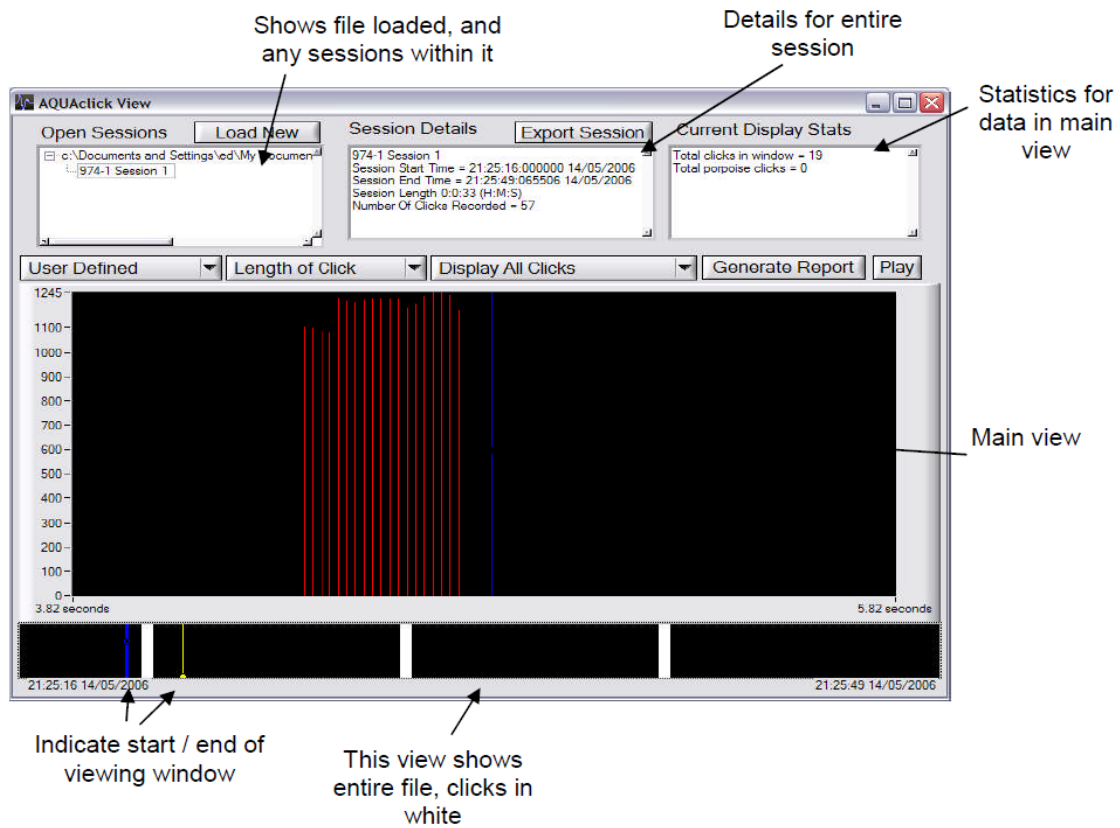 Shows file loaded, and
any sessions within it
Details for entire
session
Statistics for
data in main
view
AQUAclick View
Open Sessions
Load New
Session Details
Export Session
Current Display Stats
c:\Documents and Settings\ed\My Documen
974-1 Session 1
974-1 Session 1
Session Start Time = 21:25:16:000000 14/05/2006
Session End Time = 21:25:49:065506 14/05/2006
Session Length 0:0:33 (H:M:S)
Number Of Clicks Recorded = 57
Total clicks in window = 19
Total porpoise clicks = 0
User Defined
Length of Click
Display All Clicks
Generate Report
Play
1245
1100
1000
900
800
700
600
500
400
300
200
100
0
3.82 seconds
5.82 seconds
Main view
21:25:16 14/05/2006
21:25:49 14/05/2006
Indicate start / end of
viewing window
This view shows
entire file, clicks in
white